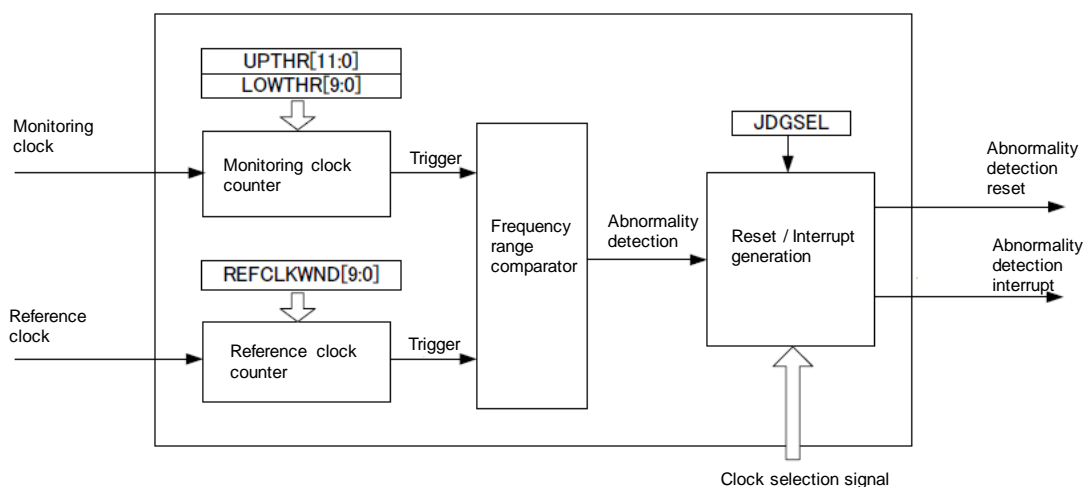 UPTHR[11:0]
LOWTHR[9:0]
Monitoring
clock
Monitoring clock
counter
Trigger
JDGSEL
Frequency
range
comparator
Abnormality
detection
Reset / Interrupt
generation
Abnormality
detection
reset
Abnormality
detection
interrupt
REFCLKWND[9:0]
Reference
clock
Reference clock
counter
Trigger
Clock selection signal